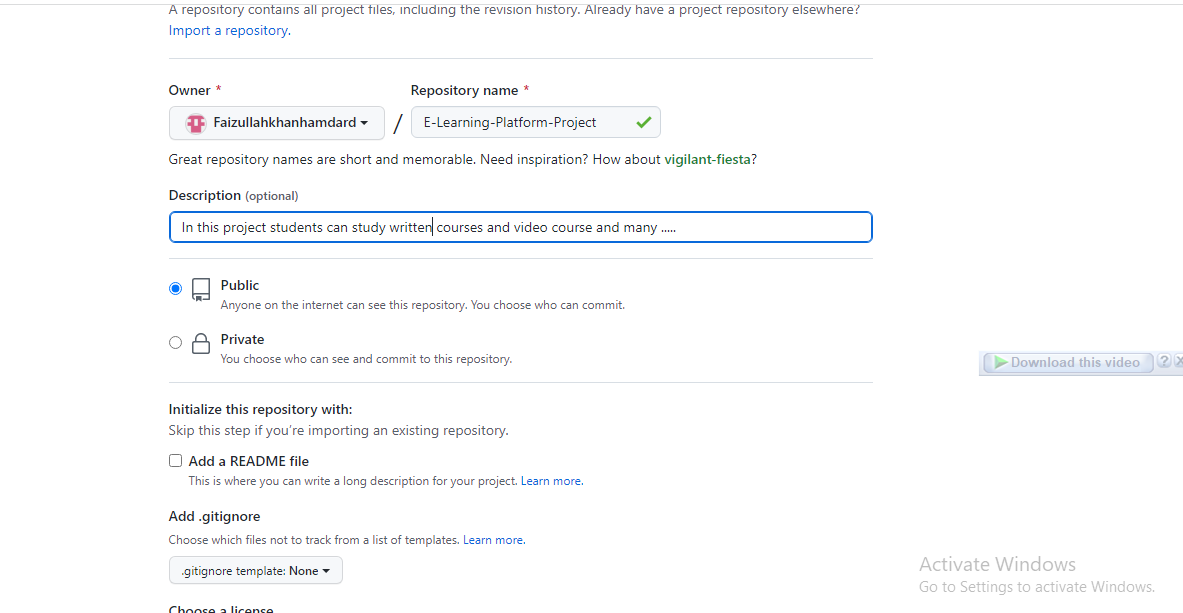 A repository contains all project files, including the revision history. Already have a project repository elsewhere?
Import a repository.
Owner * Repository name *
Faizullahkhanhamdard / E-Learning-Platform-Project
Great repository names are short and memorable. Need inspiration? How about vigilant-fiesta?
Description (optional)
In this project students can study written courses and video course and many .....
Public
Anyone on the internet can see this repository. You choose who can commit.
Private
You choose who can see and commit to this repository.
Download this video ? X
Initialize this repository with:
Skip this step if you're importing an existing repository.
Add a README file
This is where you can write a long description for your project. Learn more.
Add .gitignore
Choose which files not to track from a list of templates. Learn more.
.gitignore template: None
Activate Windows
Go to Settings to activate Windows.
Choose a license